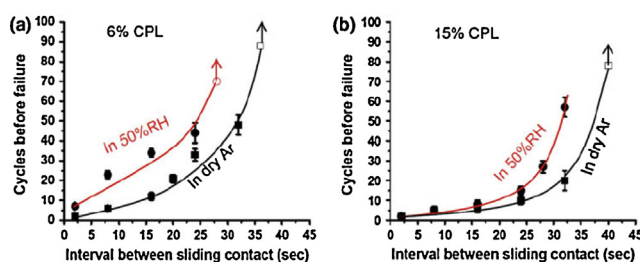 (a)
6% CPL
Cycles before failure
100
90
80
70
60
50
40
30
20
10
0
In 50%RH
In dry Ar
0 5 10 15 20 25 30 35 40 45
Interval between sliding contact (sec)
(b)
15% CPL
Cycles before failure
100
90
80
70
60
50
40
30
20
10
0
In 50%RH
In dry Ar
0 5 10 15 20 25 30 35 40 45
Interval between sliding contact (sec)